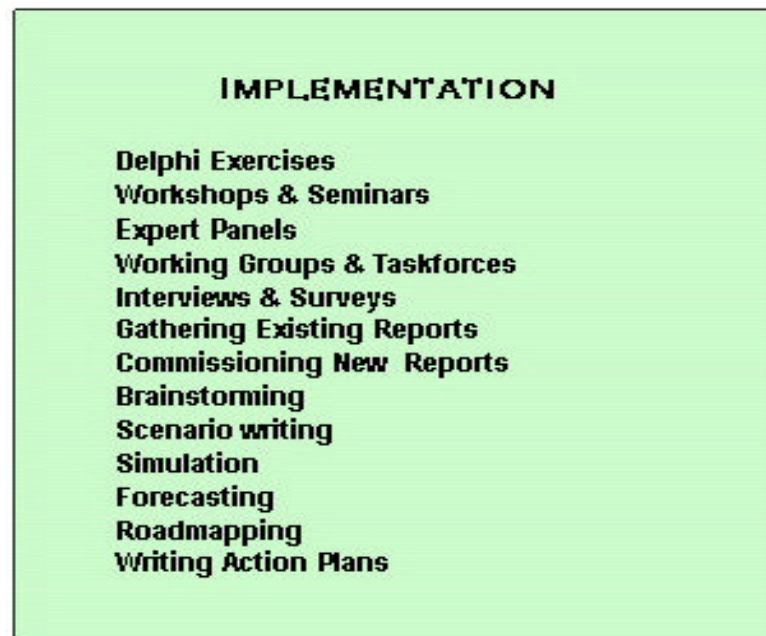 IMPLEMENTATION
Delphi Exercises
Workshops & Seminars
Expert Panels
Working Groups & Taskforces
Interviews & Surveys
Gathering Existing Reports
Commissioning New Reports
Brainstorming
Scenario writing
Simulation
Forecasting
Roadmapping
Writing Action Plans